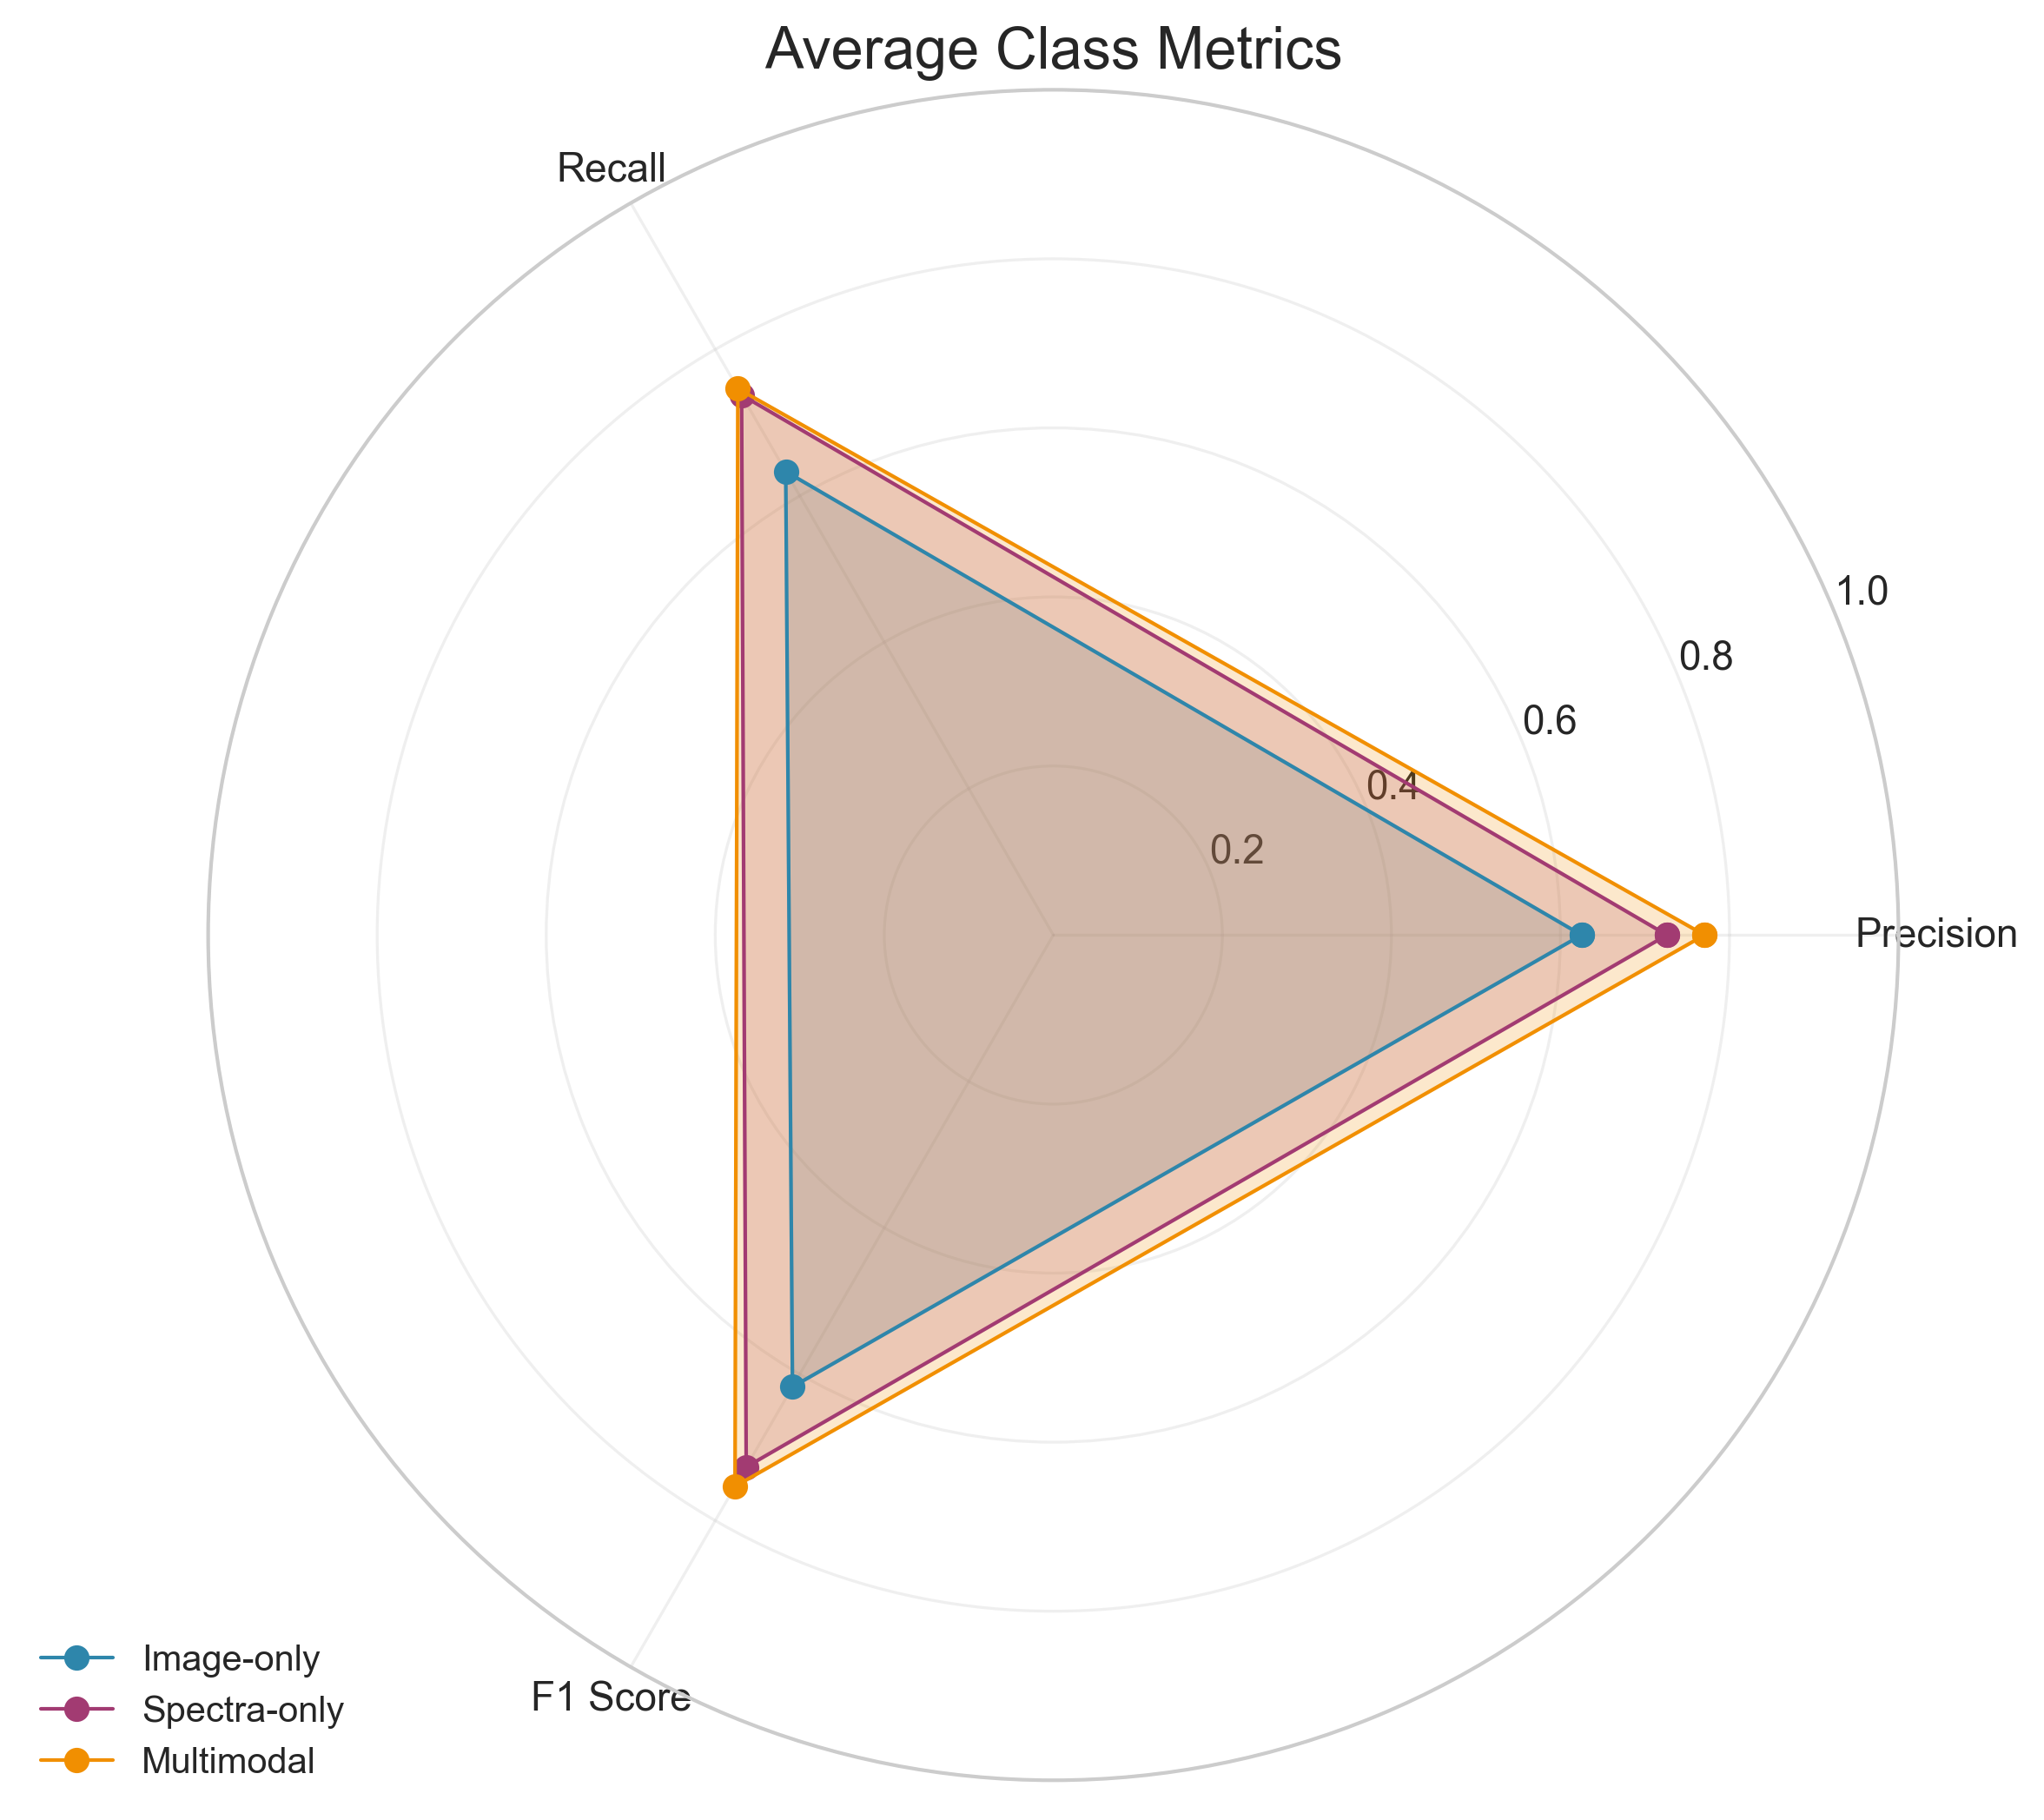 Average Class Metrics
Recall
1.0
0.8
0.6
0.4
0.2
Precision
F1 Score
Image-only
Spectra-only
Multimodal